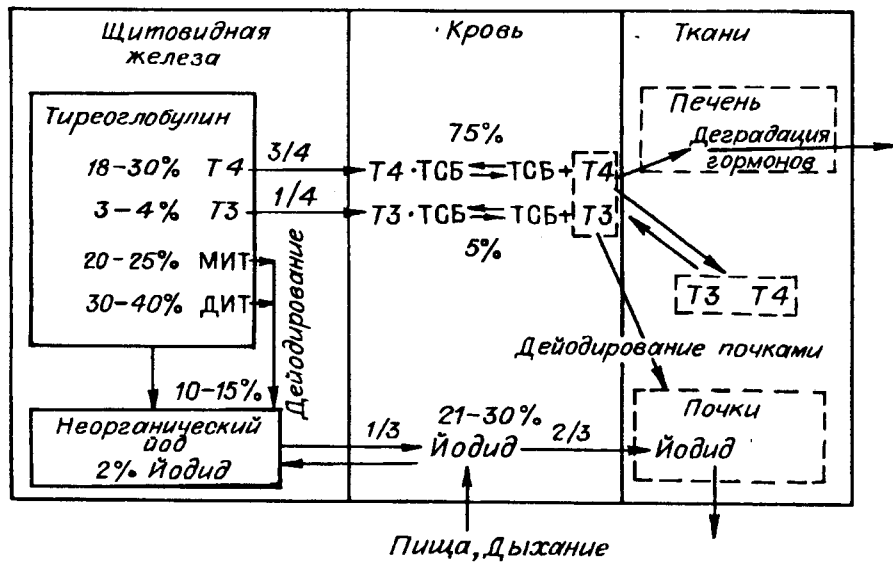 Щитовидная железа
Кровь
Ткани
Тиреоглобулин
18–30% Т4
3/4
3–4% Т3
1/4
20–25% МИТ
30–40% ДИТ
Дейодирование
10–15%
Неорганический
йод
2% Йодид
75%
Т4·ТСБ ⇌ ТСБ+ Т4
Т3·ТСБ ⇌ ТСБ+ Т3
5%
Печень
Деградация
гормонов
Т3 Т4
Дейодирование почками
1/3
21–30%
Йодид
2/3
Почки
Йодид
Пища, Дыхание